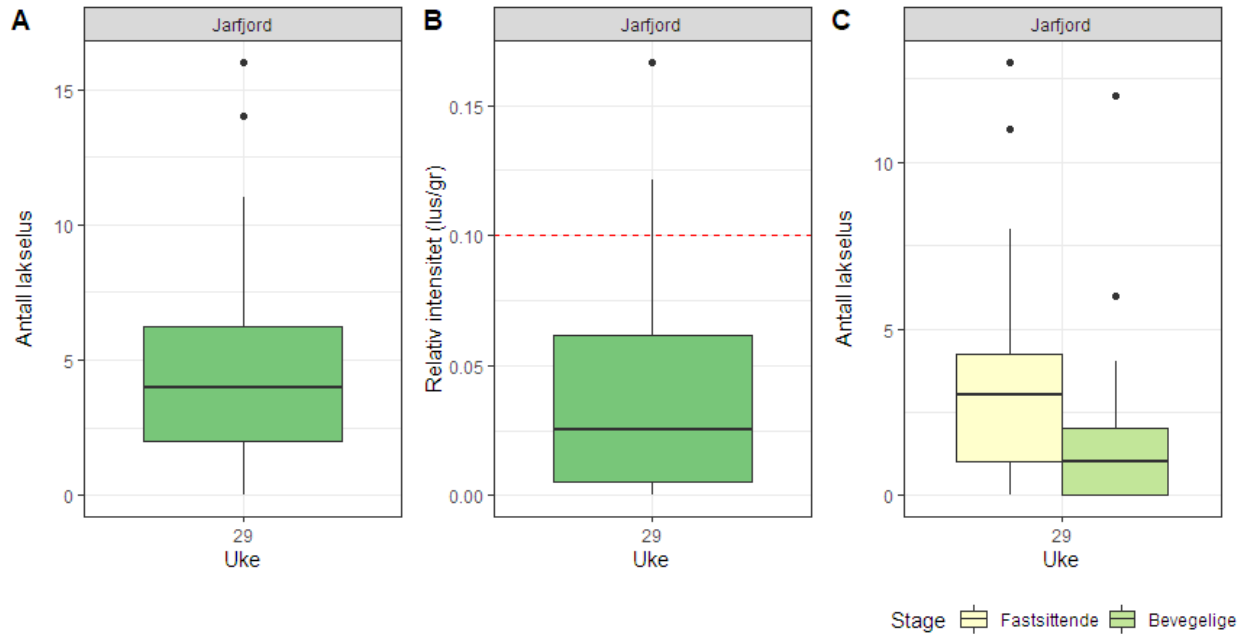 A
Jarfjord
Antall lakselus
15
10
5
0
29
Uke
B
Jarfjord
Relativ intensitet (lus/gr)
0.15
0.10
0.05
0.00
29
Uke
C
Jarfjord
Antall lakselus
10
5
0
29
Uke
Stage Fastsittende Bevegelige